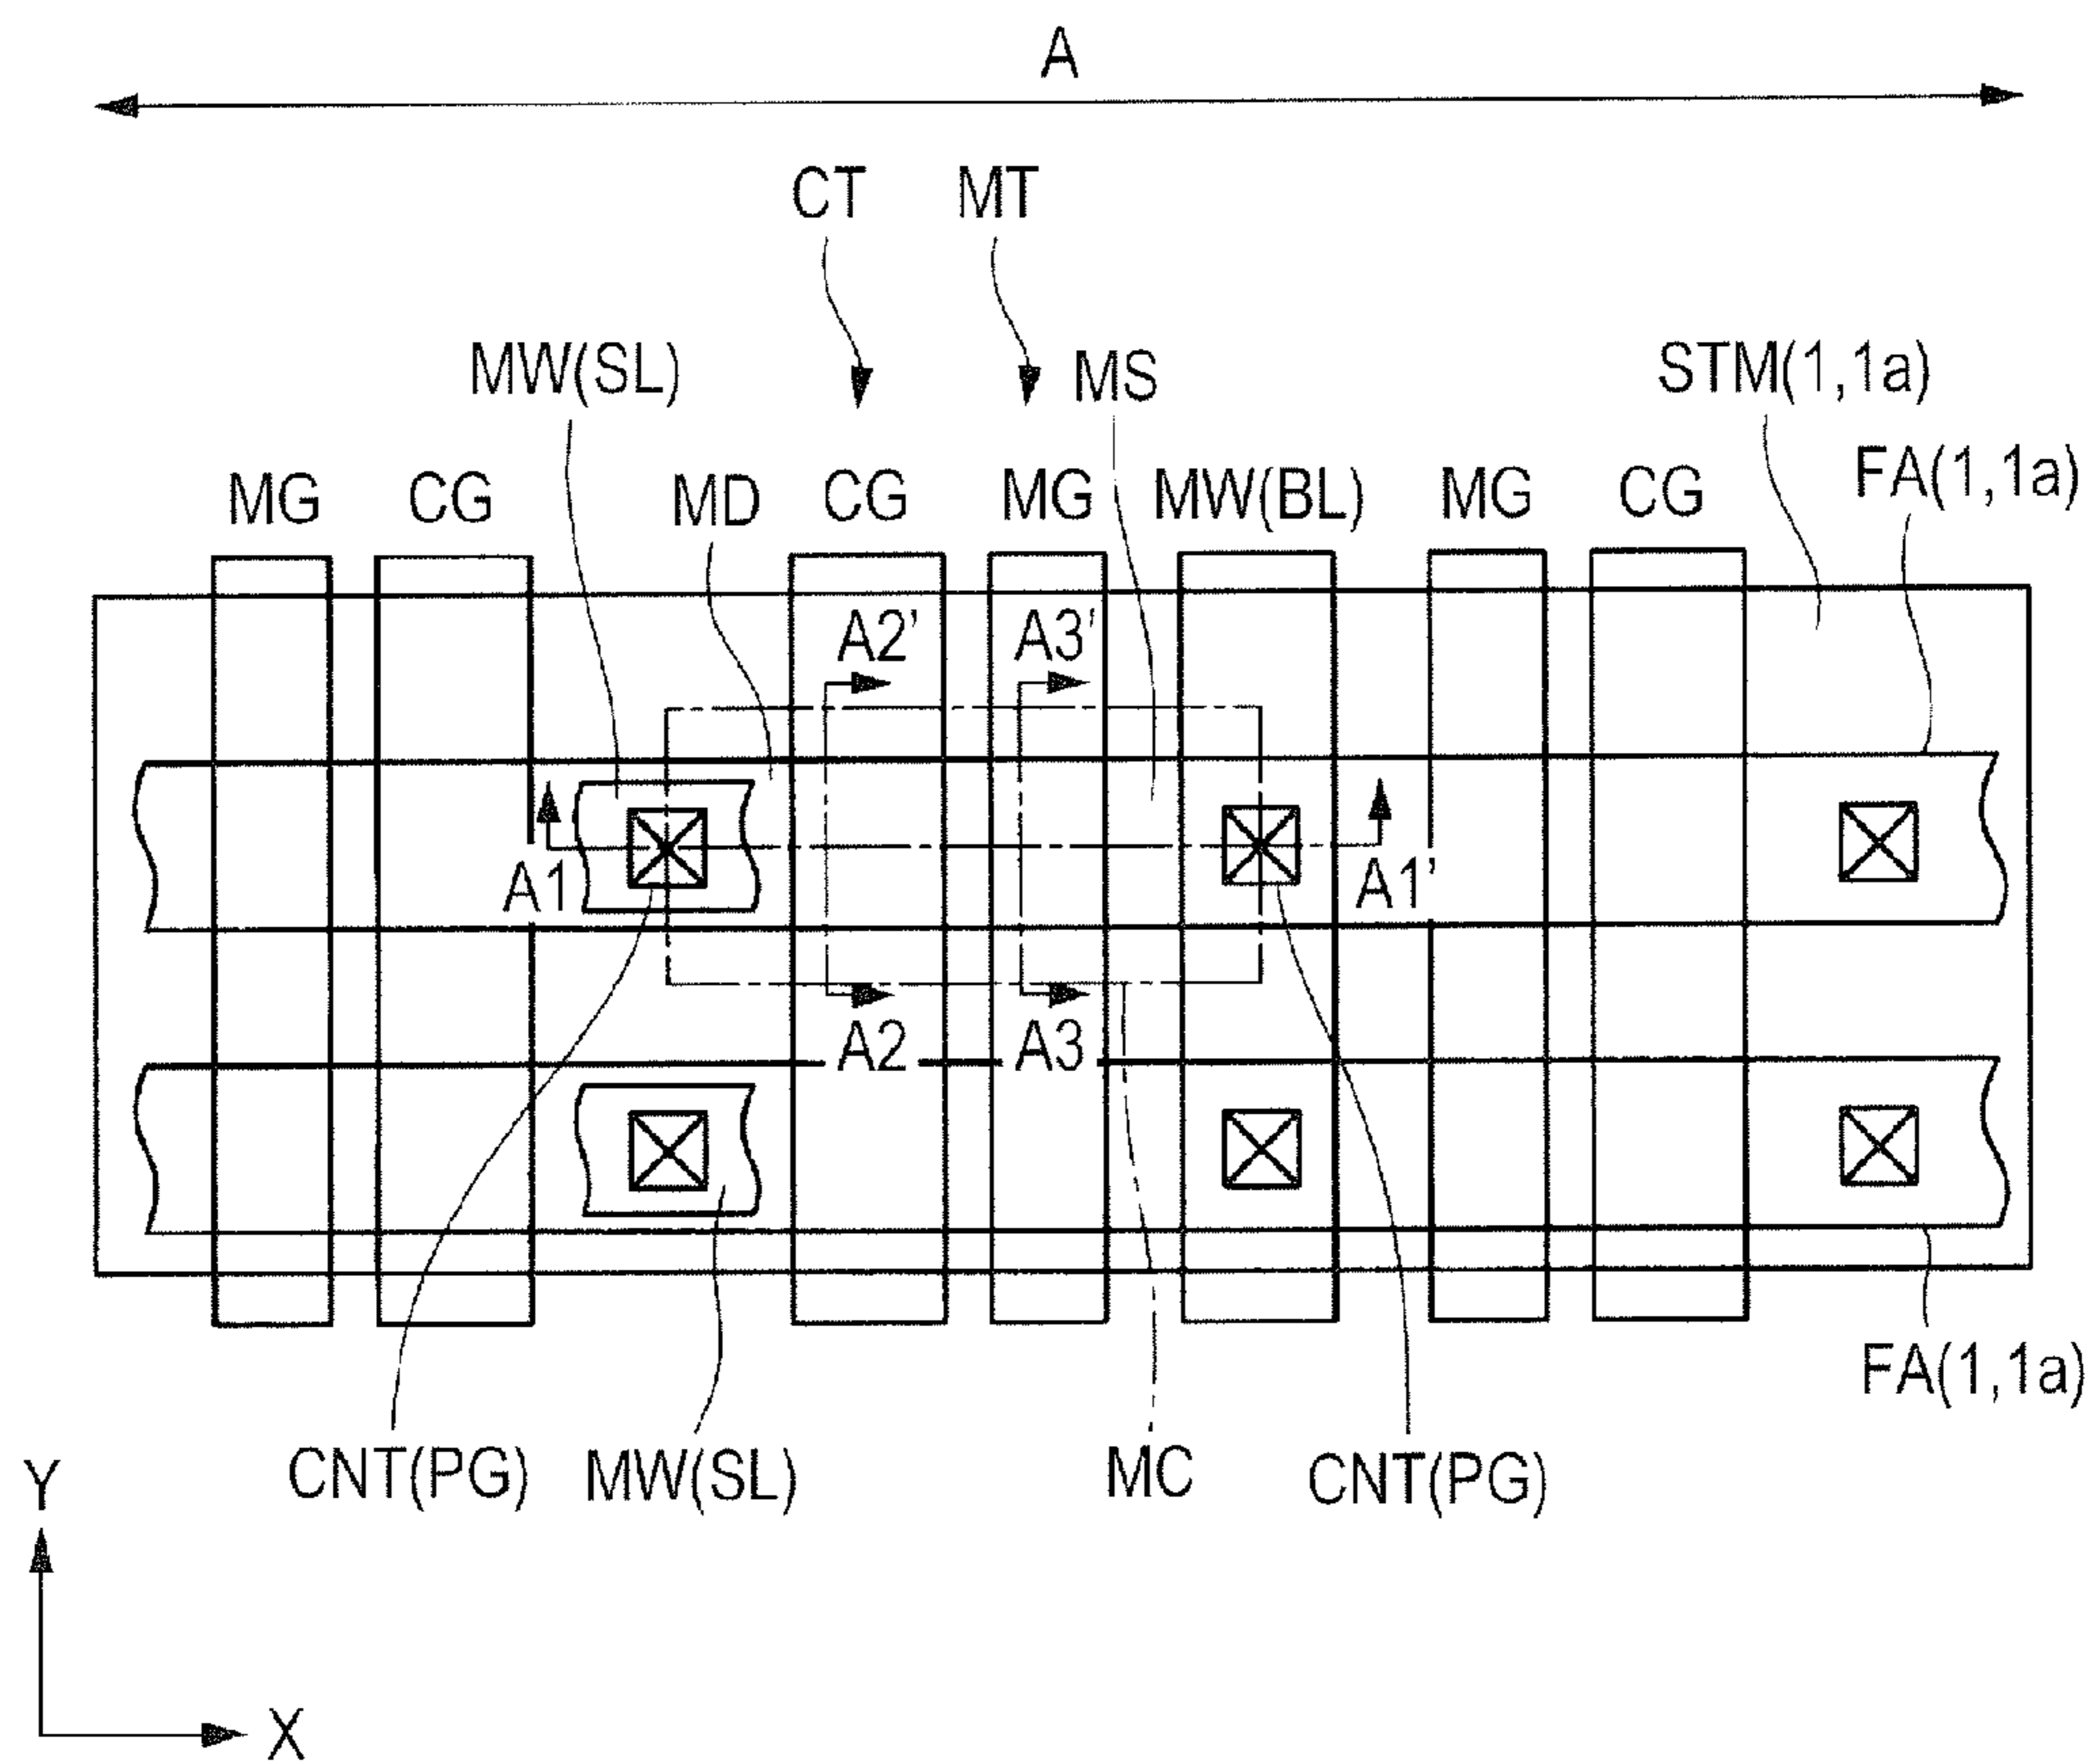 A
CT MT
MW(SL) MS STM(1,1a)
MG CG MD CG MG MW(BL) MG CG FA(1,1a)
A2' A3'
A1 A1'
A2 A3
FA(1,1a)
CNT(PG) MW(SL) MC CNT(PG)
Y
X